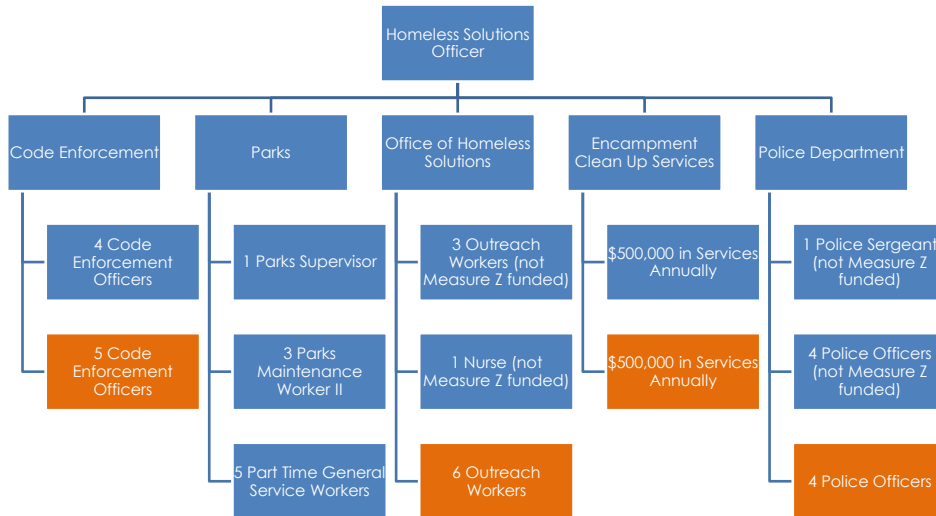 Homeless Solutions
Officer
Code Enforcement
Parks
Office of Homeless
Solutions
Encampment
Clean Up Services
Police Department
4 Code
Enforcement
Officers
5 Code
Enforcement
Officers
1 Parks Supervisor
3 Parks
Maintenance
Worker II
5 Part Time General
Service Workers
3 Outreach
Workers (not
Measure Z funded)
1 Nurse (not
Measure Z funded)
6 Outreach
Workers
$500,000 in Services
Annually
$500,000 in Services
Annually
1 Police Sergeant
(not Measure Z
funded)
4 Police Officers
(not Measure Z
funded)
4 Police Officers